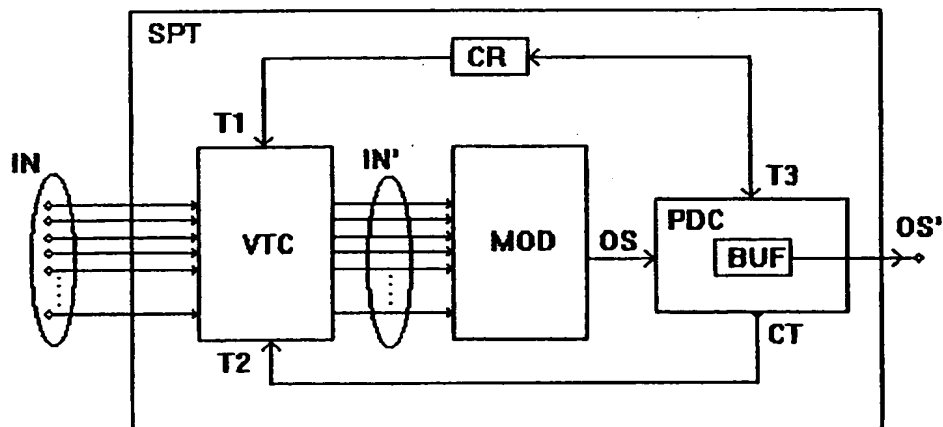 SPT
CR
T1
IN
IN'
T3
VTC
MOD
OS
PDC
BUF
OS'
T2
CT